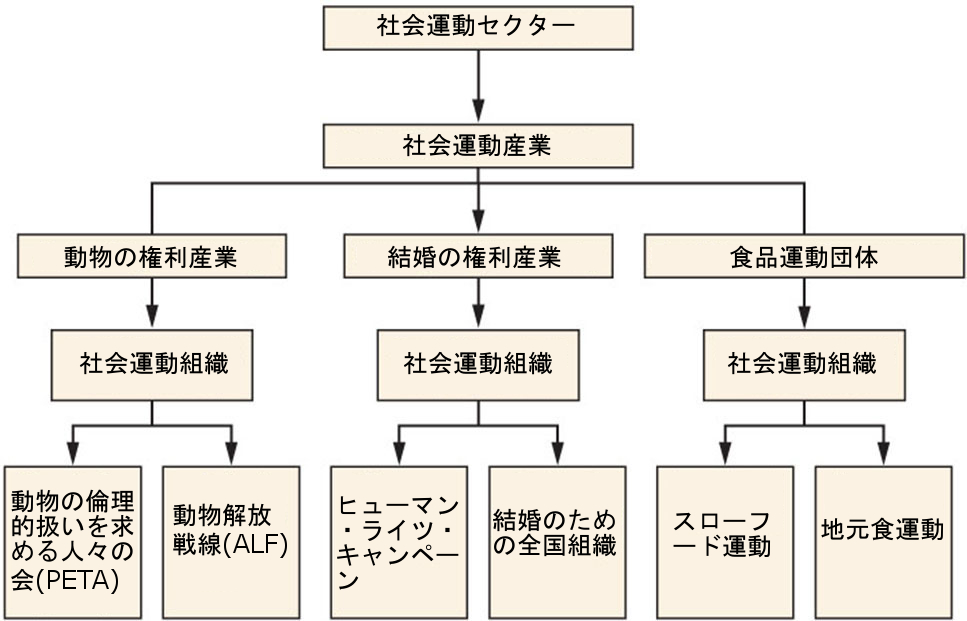 社会運動セクター
社会運動産業
動物の権利産業
結婚の権利産業
食品運動団体
社会運動組織
社会運動組織
社会運動組織
動物の倫理
的扱いを求
める人々の
会(PETA)
動物解放
戦線(ALF)
ヒューマン
・ライツ・
キャンペー
ン
結婚のため
の全国組織
スローフ
ード運動
地元食運動